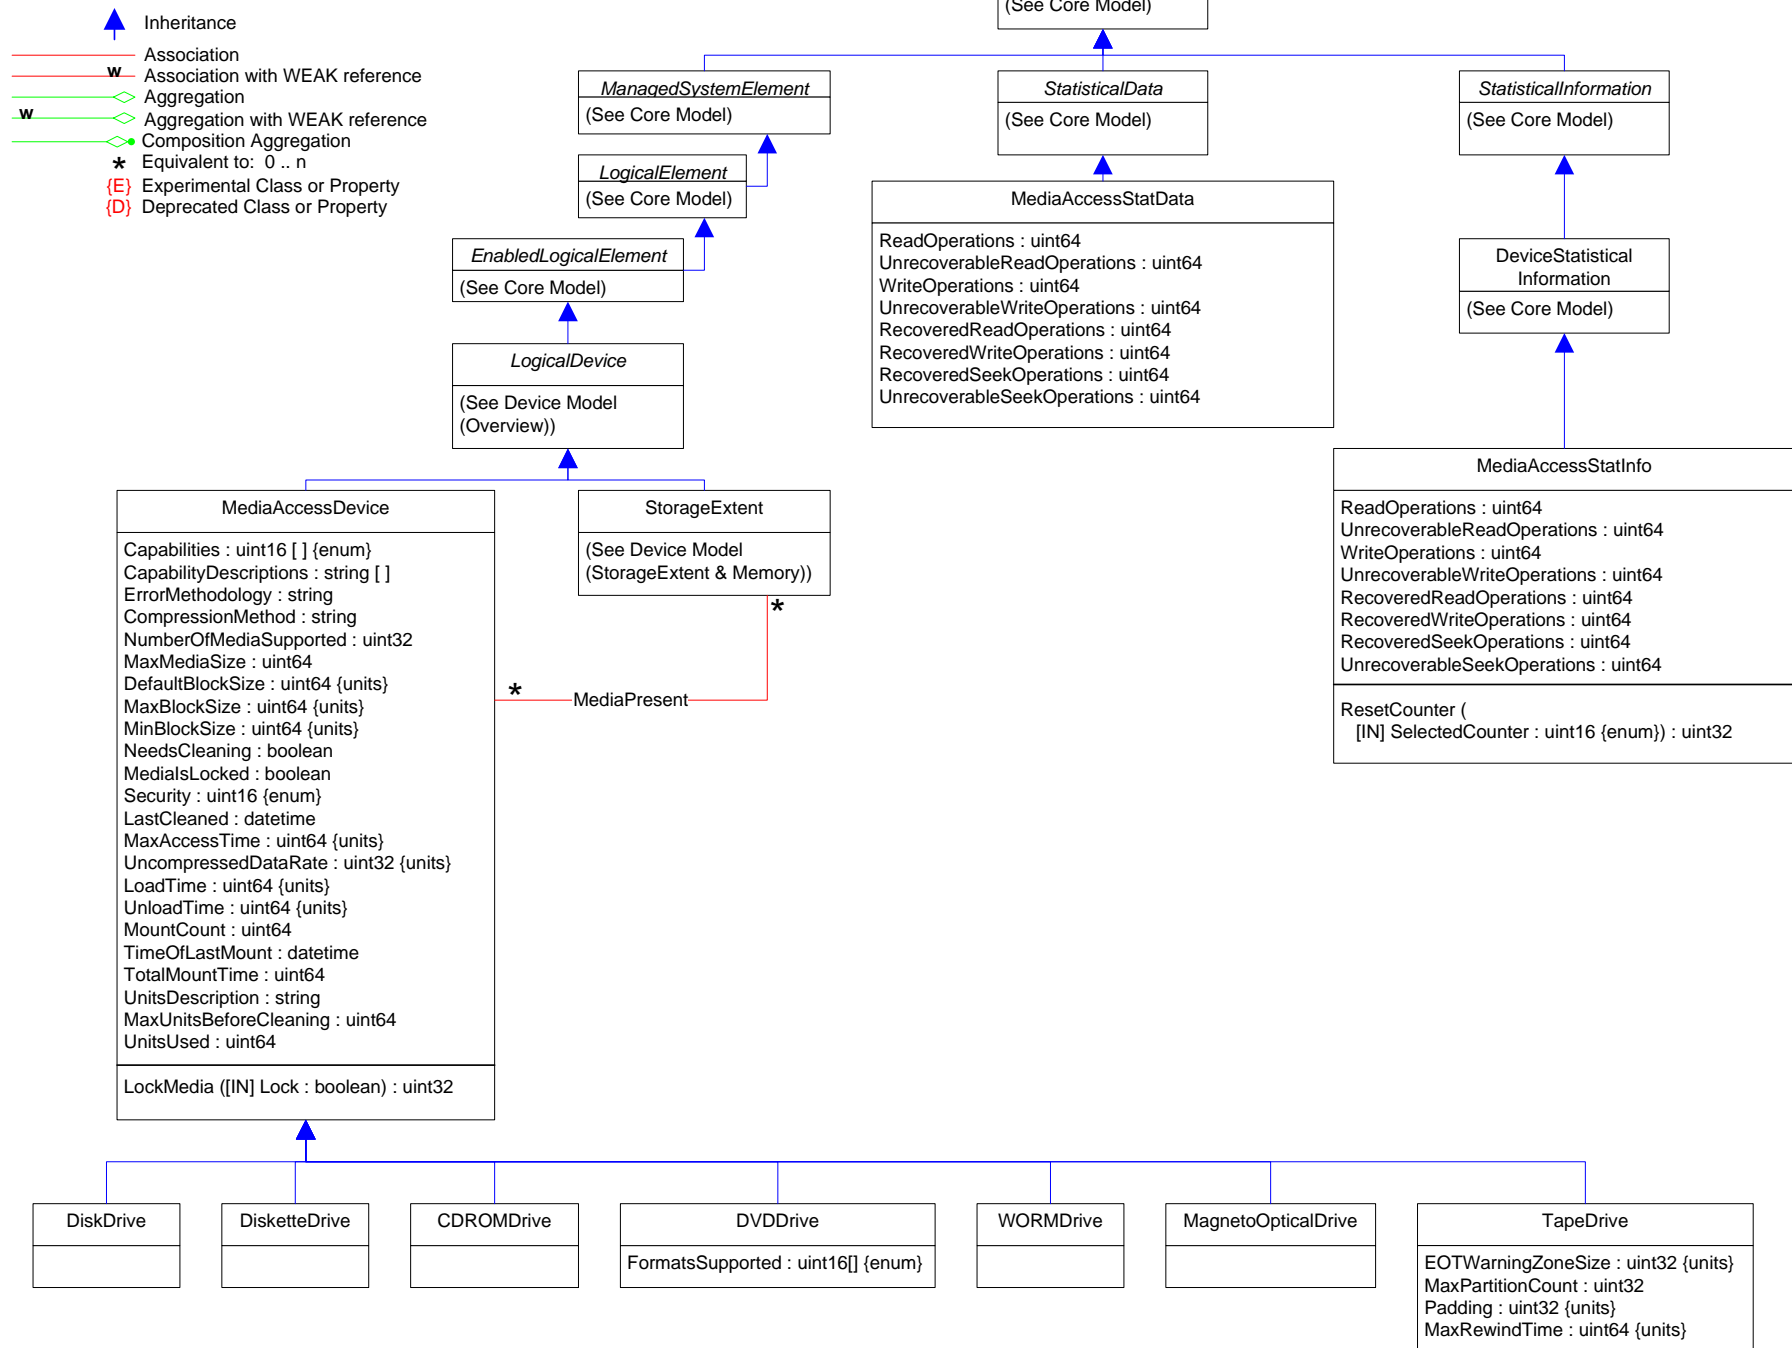 (See Core Model)
Inheritance
Association
w
Association with WEAK reference
Aggregation
w
Aggregation with WEAK reference
Composition Aggregation
* Equivalent to: 0 .. n
{E} Experimental Class or Property
{D} Deprecated Class or Property
ManagedSystemElement
(See Core Model)
StatisticalData
(See Core Model)
StatisticalInformation
(See Core Model)
LogicalElement
(See Core Model)
EnabledLogicalElement
(See Core Model)
LogicalDevice
(See Device Model
(Overview))
MediaAccessStatData
ReadOperations : uint64
UnrecoverableReadOperations : uint64
WriteOperations : uint64
UnrecoverableWriteOperations : uint64
RecoveredReadOperations : uint64
RecoveredWriteOperations : uint64
RecoveredSeekOperations : uint64
UnrecoverableSeekOperations : uint64
DeviceStatistical
Information
(See Core Model)
MediaAccessStatInfo
ReadOperations : uint64
UnrecoverableReadOperations : uint64
WriteOperations : uint64
UnrecoverableWriteOperations : uint64
RecoveredReadOperations : uint64
RecoveredWriteOperations : uint64
RecoveredSeekOperations : uint64
UnrecoverableSeekOperations : uint64
ResetCounter (
[IN] SelectedCounter : uint16 {enum}) : uint32
MediaAccessDevice
Capabilities : uint16 [ ] {enum}
CapabilityDescriptions : string [ ]
ErrorMethodology : string
CompressionMethod : string
NumberOfMediaSupported : uint32
MaxMediaSize : uint64
DefaultBlockSize : uint64 {units}
MaxBlockSize : uint64 {units}
MinBlockSize : uint64 {units}
NeedsCleaning : boolean
MediaIsLocked : boolean
Security : uint16 {enum}
LastCleaned : datetime
MaxAccessTime : uint64 {units}
UncompressedDataRate : uint32 {units}
LoadTime : uint64 {units}
UnloadTime : uint64 {units}
MountCount : uint64
TimeOfLastMount : datetime
TotalMountTime : uint64
UnitsDescription : string
MaxUnitsBeforeCleaning : uint64
UnitsUsed : uint64
LockMedia ([IN] Lock : boolean) : uint32
StorageExtent
(See Device Model
(StorageExtent & Memory))
*
*
MediaPresent
DiskDrive
DisketteDrive
CDROMDrive
DVDDrive
FormatsSupported : uint16[] {enum}
WORMDrive
MagnetoOpticalDrive
TapeDrive
EOTWarningZoneSize : uint32 {units}
MaxPartitionCount : uint32
Padding : uint32 {units}
MaxRewindTime : uint64 {units}